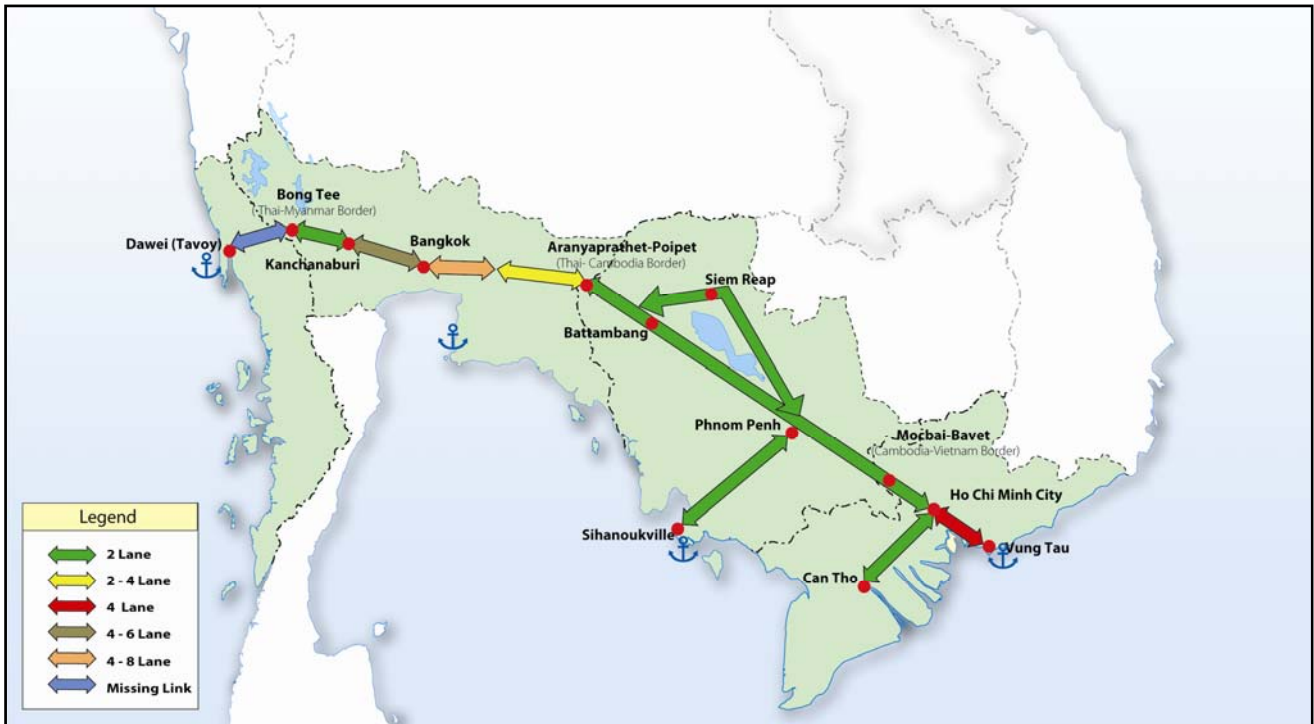 Bong Tee
(Thai-Myanmar Border)
Dawei (Tavoy)
Kanchanaburi
Bangkok
Aranyaprathet-Poipet
(Thai- Cambodia Border)
Siem Reap
Battambang
Phnom Penh
Mocbai-Bavet
(Cambodia-Vietnam Border)
Ho Chi Minh City
Sihanoukville
Vung Tau
Can Tho
Legend
2 Lane
2 - 4 Lane
4 Lane
4 - 6 Lane
4 - 8 Lane
Missing Link